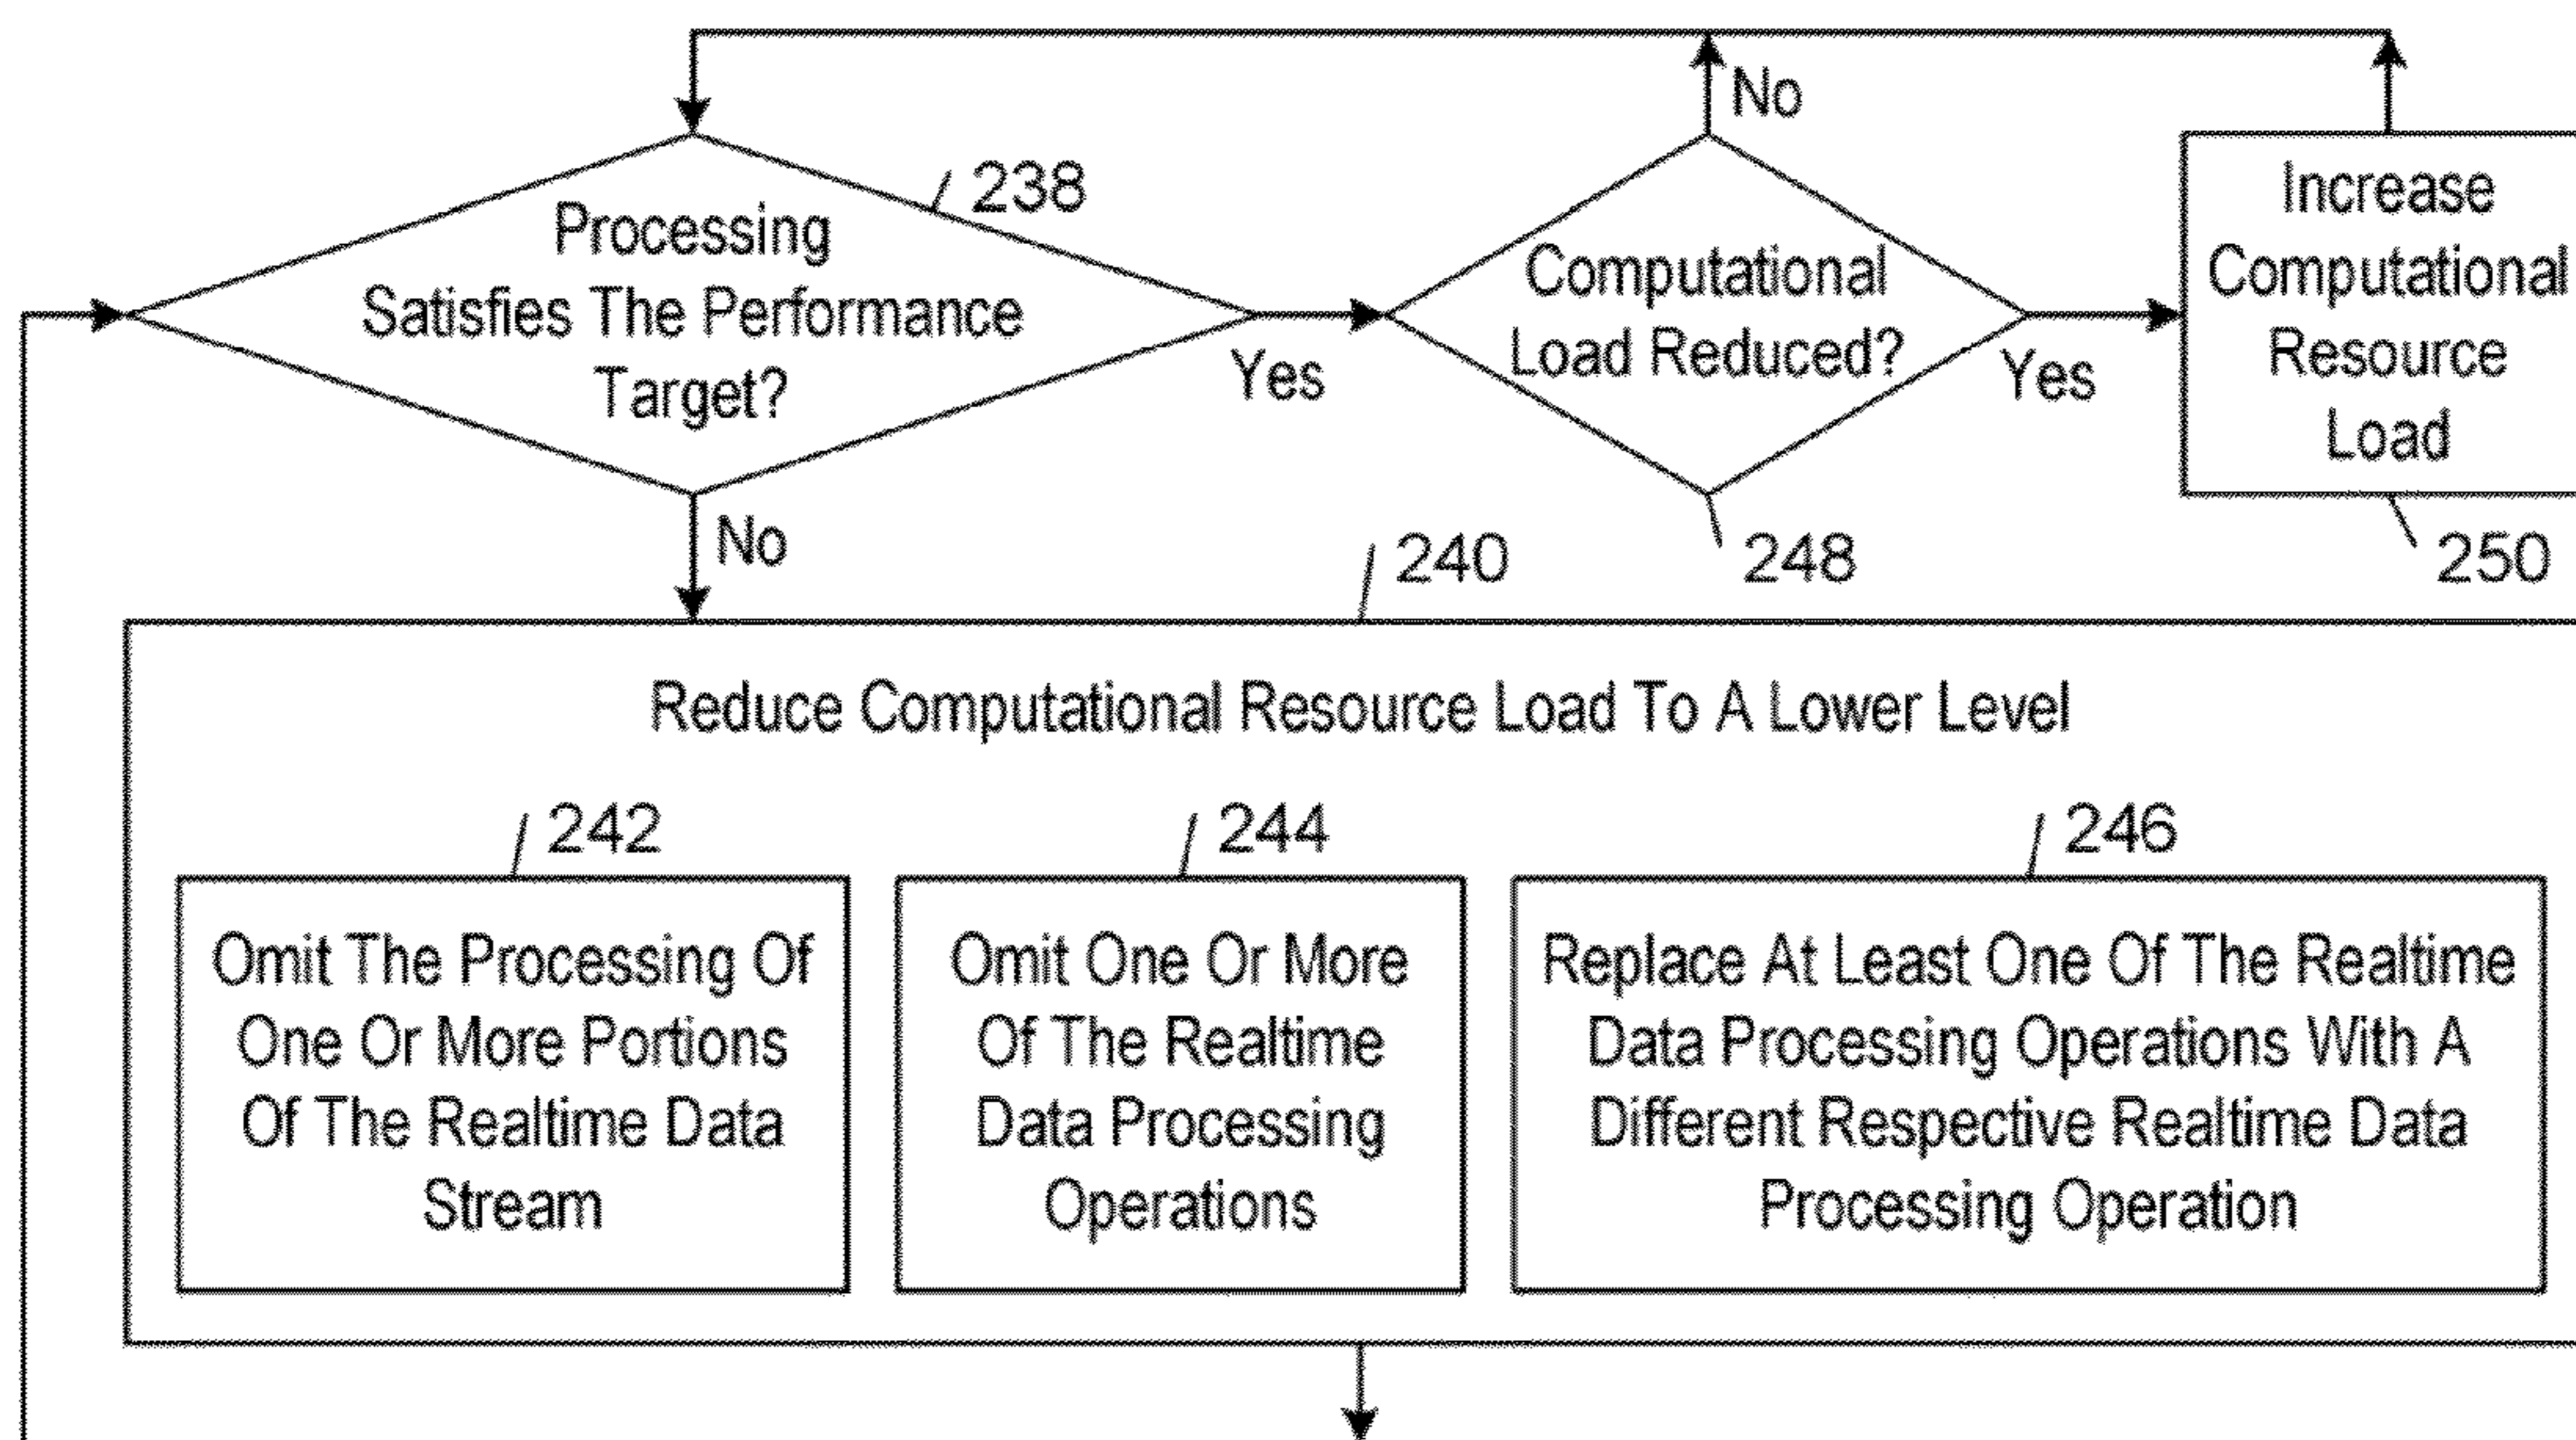 No
238
Processing
Satisfies The Performance
Target?
Yes
Computational
Load Reduced?
Yes
Increase
Computational
Resource
Load
No
240
248
250
Reduce Computational Resource Load To A Lower Level
242
Omit The Processing Of
One Or More Portions
Of The Realtime Data
Stream
244
Omit One Or More
Of The Realtime
Data Processing
Operations
246
Replace At Least One Of The Realtime
Data Processing Operations With A
Different Respective Realtime Data
Processing Operation